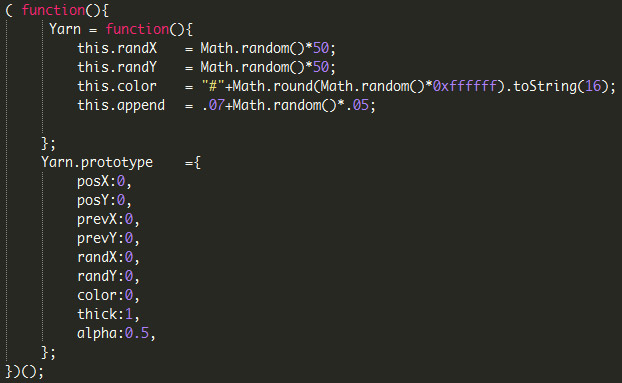 ( function(){
Yarn = function(){
this.randX = Math.random()*50;
this.randY = Math.random()*50;
this.color = "#"+Math.round(Math.random()*0xffffff).toString(16);
this.append = .07+Math.random()*.05;
};
Yarn.prototype ={
posX:0,
posY:0,
prevX:0,
prevY:0,
randX:0,
randY:0,
color:0,
thick:1,
alpha:0.5,
};
})();